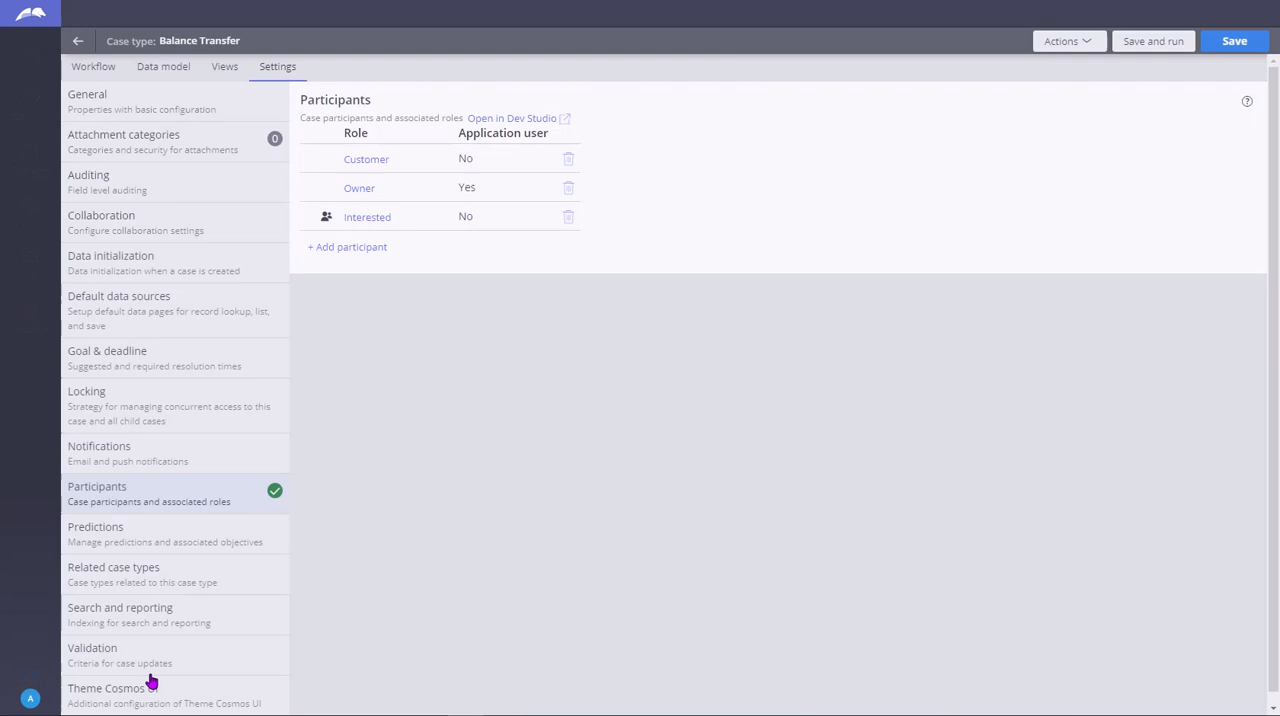 Case type: Balance Transfer
Actions
Save and run
Save
Workflow
Data model
Views
Settings
General
Properties with basic configuration
Attachment categories
Categories and security for attachments
0
Auditing
Field level auditing
Collaboration
Configure collaboration settings
Data initialization
Data initialization when a case is created
Default data sources
Setup default data pages for record lookup, list,
and save
Goal & deadline
Suggested and required resolution times
Locking
Strategy for managing concurrent access to this
case and all child cases
Notifications
Email and push notifications
Participants
Case participants and associated roles
Predictions
Manage predictions and associated objectives
Related case types
Case types related to this case type
Search and reporting
Indexing for search and reporting
Validation
Criteria for case updates
Theme Cosmos UI
Additional configuration of Theme Cosmos UI
A
Participants
Case participants and associated roles Open in Dev Studio
Role Application user
Customer No
Owner Yes
Interested No
+ Add participant
?